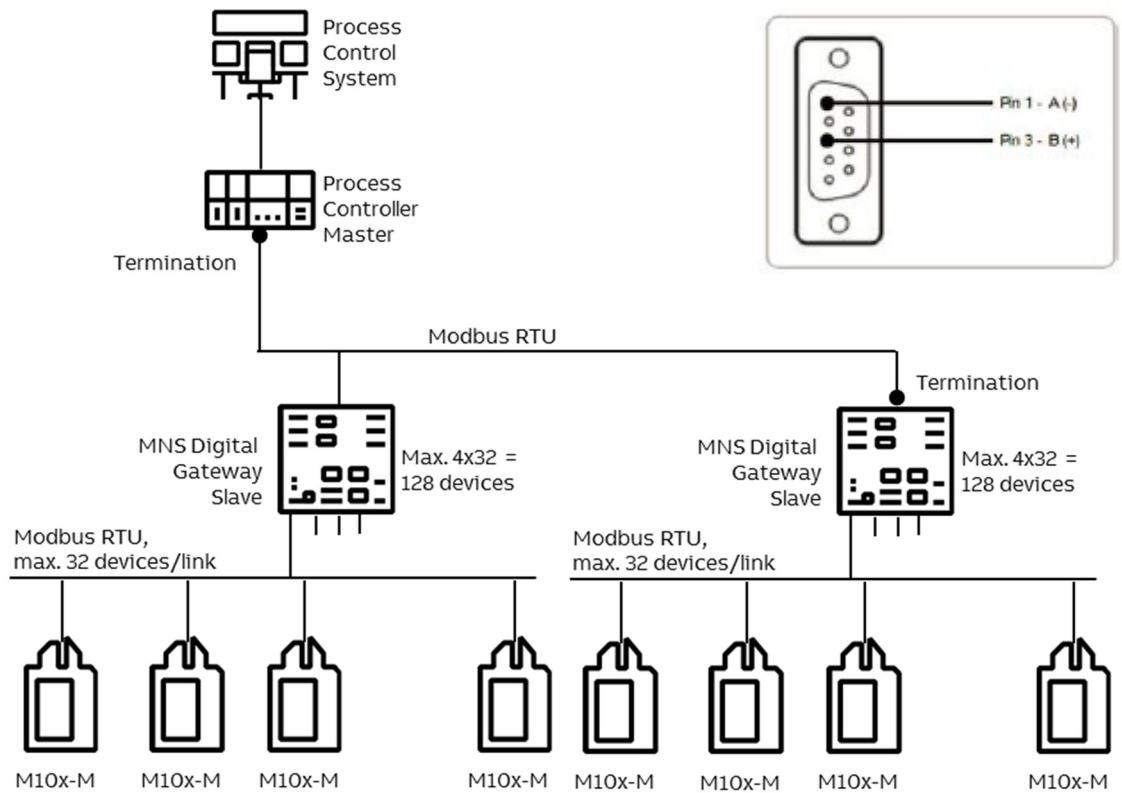 Process
Control
System
Pin 1 - A (-)
Pin 3 - B (+)
Process
Controller
Master
Termination
Modbus RTU
Termination
MNS Digital
Gateway
Slave
Max. 4x32 =
128 devices
MNS Digital
Gateway
Slave
Max. 4x32 =
128 devices
Modbus RTU,
max. 32 devices/link
Modbus RTU,
max. 32 devices/link
M10x-M M10x-M M10x-M M10x-M M10x-M M10x-M M10x-M M10x-M